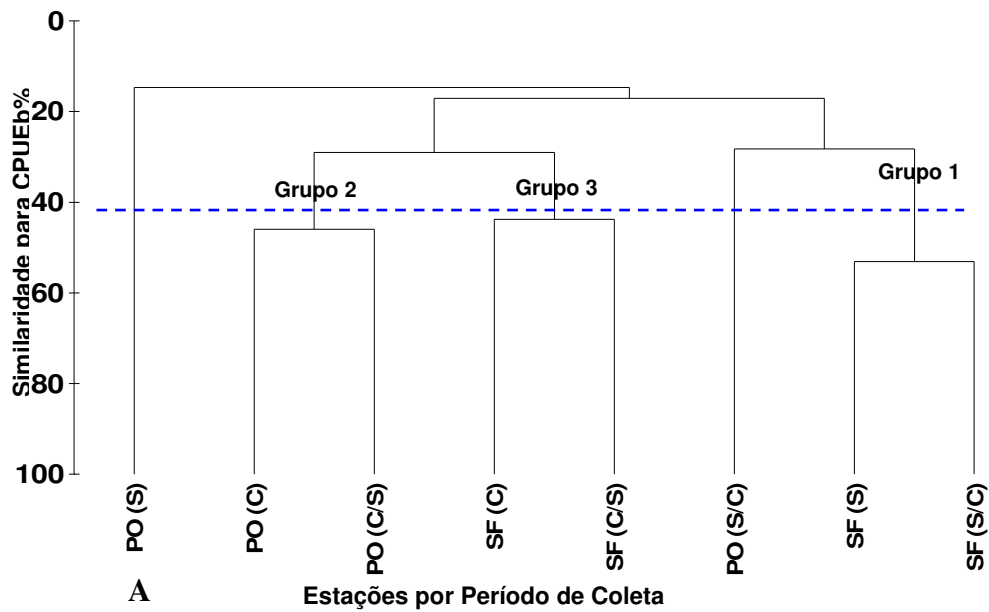 0
20
40
60
80
100
Similaridade para CPUEb%
Grupo 2
Grupo 3
Grupo 1
PO (S)
PO (C)
PO (C/S)
SF (C)
SF (C/S)
PO (S/C)
SF (S)
SF (S/C)
A
Estações por Período de Coleta